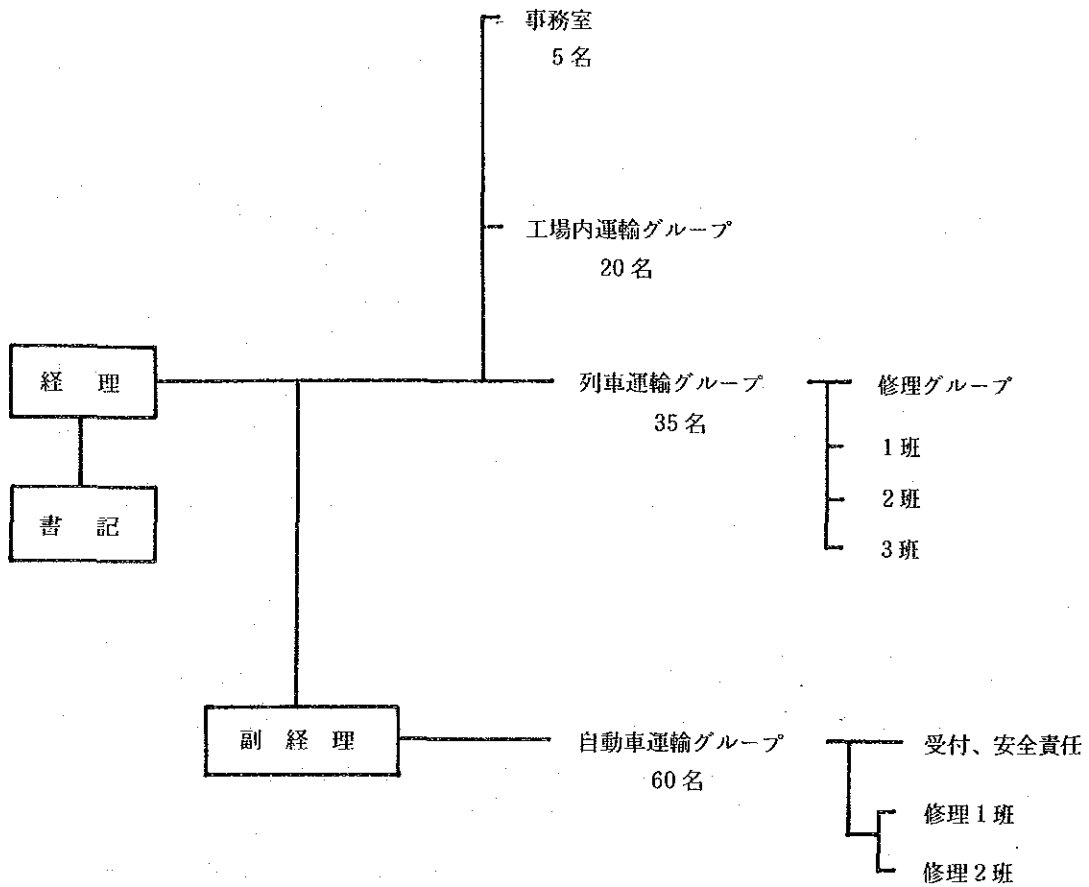 事務室
5名
工場内運輸グループ
20名
経理
列車運輸グループ
35名
修理グループ
1班
2班
3班
書記
副経理
自動車運輸グループ
60名
受付、安全責任
修理1班
修理2班